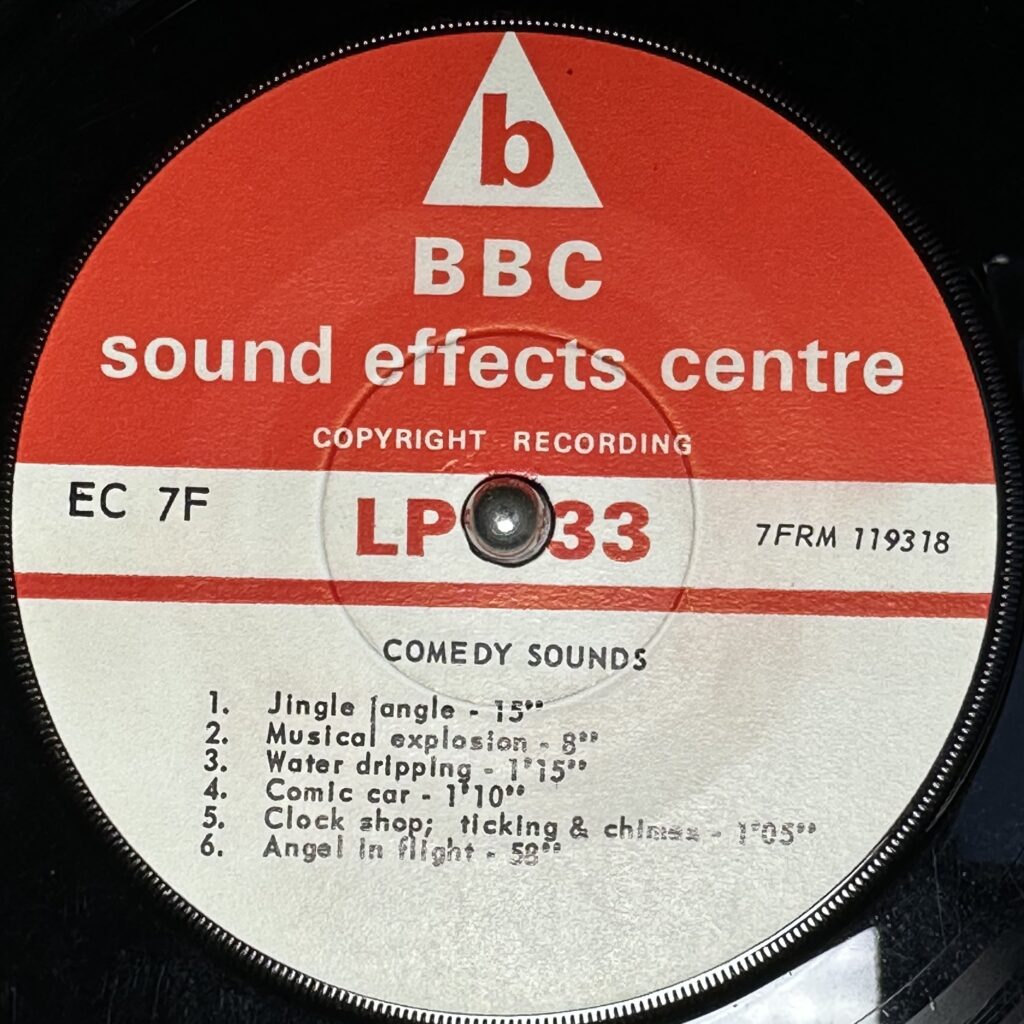 b
BBC
sound effects centre
COPYRIGHT RECORDING
EC 7F LP 33 7FRM 119318
COMEDY SOUNDS
1. Jingle jangle - 15"
2. Musical explosion - 8"
3. Water dripping - 1'15"
4. Comic car - 1'10"
5. Clock shop; ticking & chimes - 1'05"
6. Angel in flight - 58"